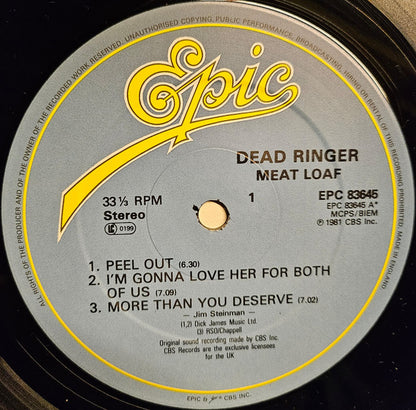 ALL RIGHTS OF THE PRODUCER AND OF THE OWNER OF THE RECORDED WORK RESERVED. UNAUTHORISED COPYING, PUBLIC PERFORMANCE, BROADCASTING, HIRING OR RENTAL OF THIS RECORDING PROHIBITED
Epic
DEAD RINGER
MEAT LOAF
33 ⅓ RPM
Stereo
LC 0199
1
EPC 83645
EPC 83645 A*
MCPS/BIEM
℗ 1981 CBS Inc.
1. PEEL OUT (6.30)
2. I'M GONNA LOVE HER FOR BOTH
OF US (7.09)
3. MORE THAN YOU DESERVE (7.02)
– Jim Steinman –
(1,2) Dick James Music Ltd.
(3) RSO/Chappell
Original sound recording made by CBS Inc.
CBS Records are the exclusive licensees
for the UK
EPIC & CBS INC.